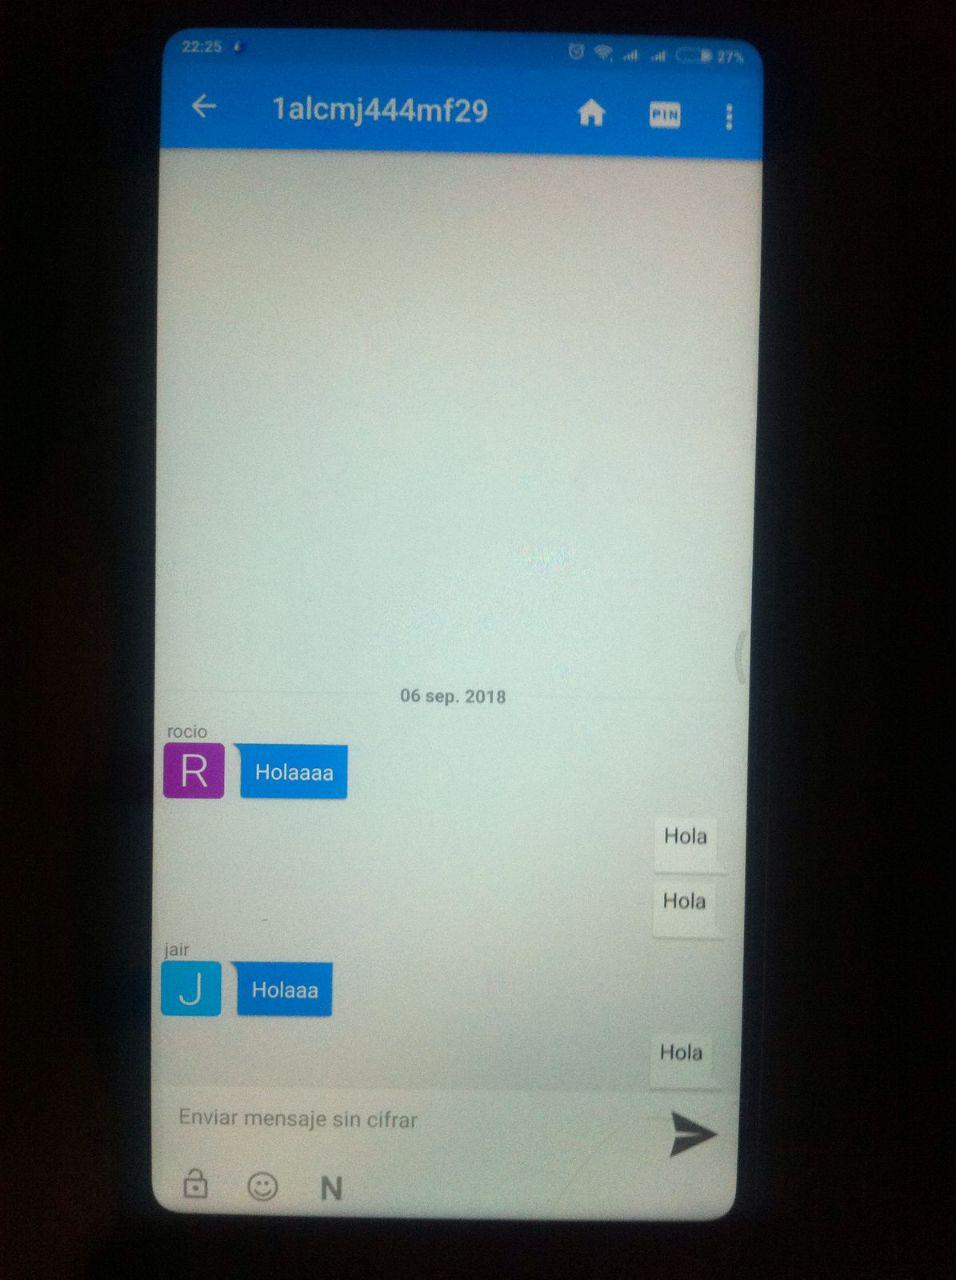 22:25
27%
1alcmj444mf29
PIN
06 sep. 2018
rocio
R
Holaaaa
Hola
Hola
jair
J
Holaaa
Hola
Enviar mensaje sin cifrar
N